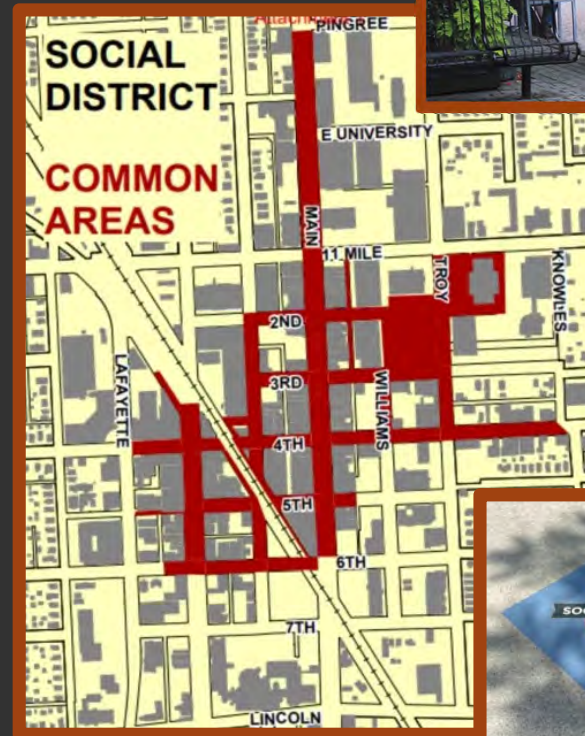 PINGREE
SOCIAL
DISTRICT
E UNIVERSITY
COMMON
AREAS
MAIN
11 MILE
TROY
KNOWLES
2ND
LAFAYETTE
3RD
WILLIAMS
4TH
5TH
6TH
7TH
LINCOLN